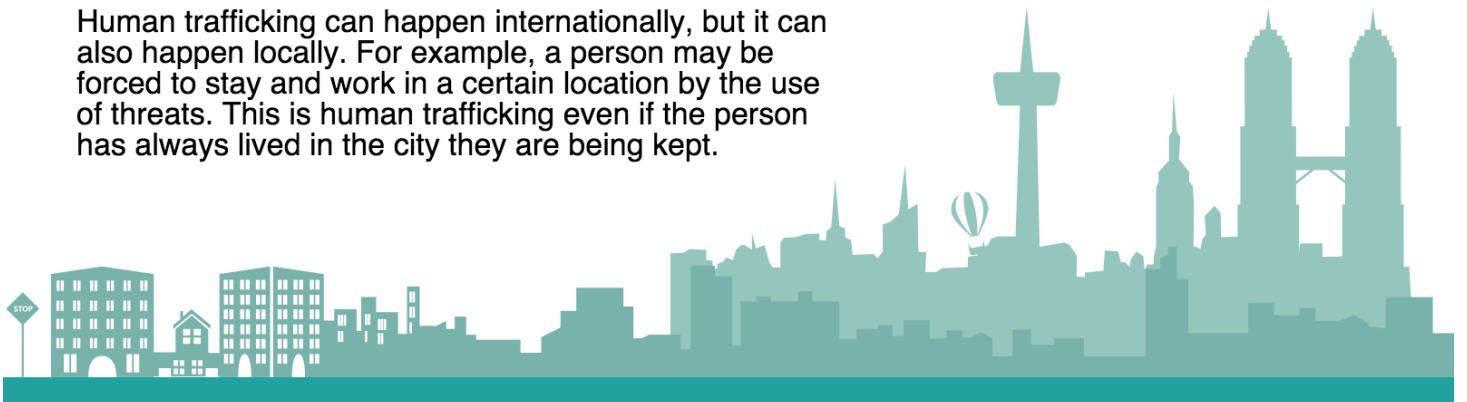 Human trafficking can happen internationally, but it can
also happen locally. For example, a person may be
forced to stay and work in a certain location by the use
of threats. This is human trafficking even if the person
has always lived in the city they are being kept.
STOP